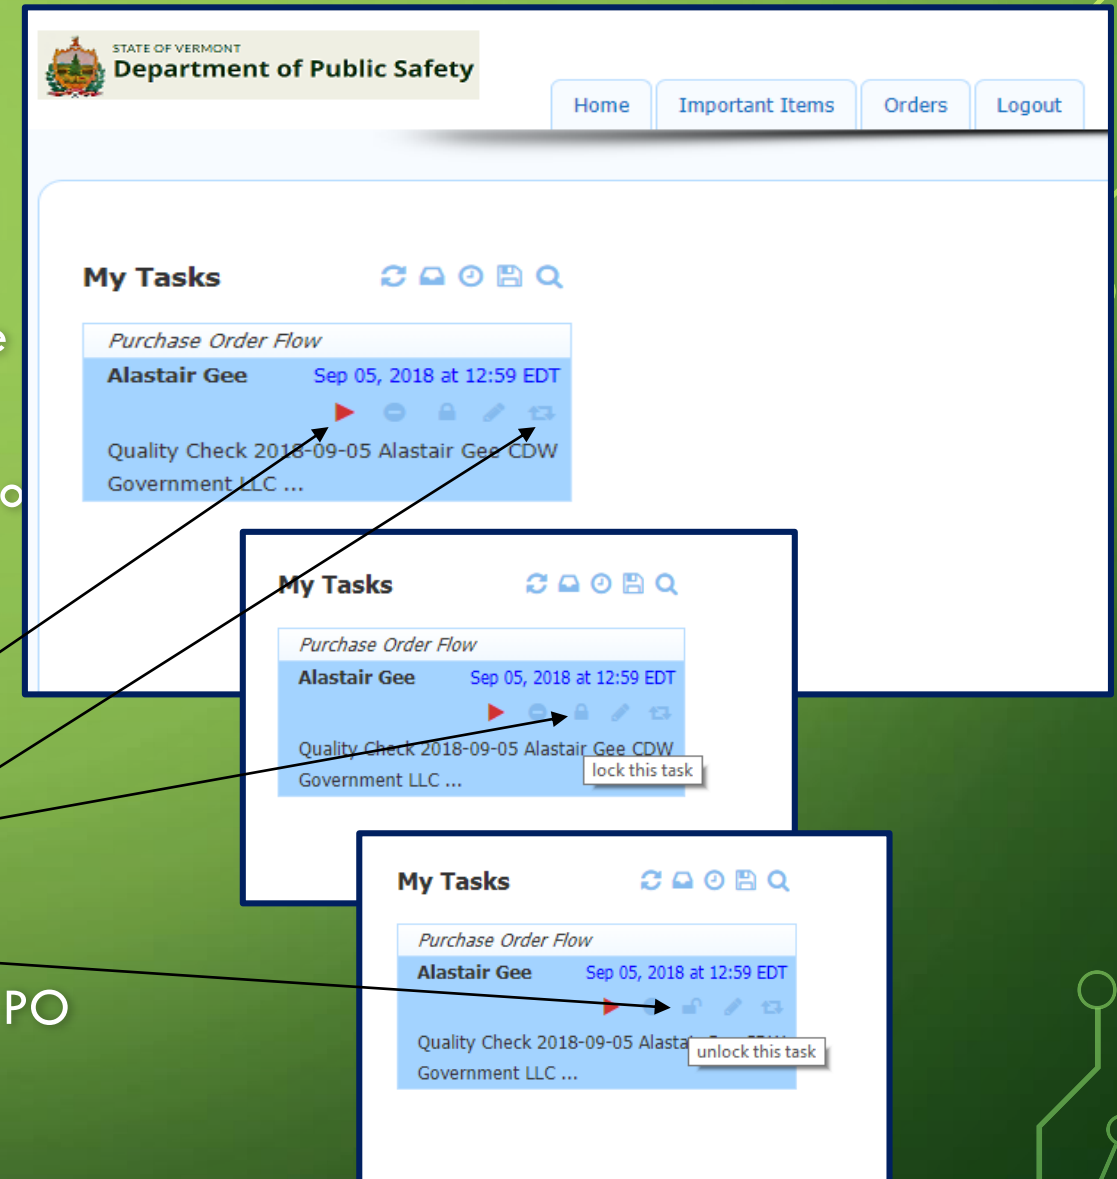 STATE OF VERMONT
Department of Public Safety
Home Important Items Orders Logout
My Tasks
Purchase Order Flow
Alastair Gee Sep 05, 2018 at 12:59 EDT
Quality Check 2018-09-05 Alastair Gee CDW
Government LLC ...
My Tasks
Purchase Order Flow
Alastair Gee Sep 05, 2018 at 12:59 EDT
Quality Check 2018-09-05 Alastair Gee CDW
Government LLC ...
lock this task
PO
My Tasks
Purchase Order Flow
Alastair Gee Sep 05, 2018 at 12:59 EDT
Quality Check 2018-09-05 Alasta
unlock this task
Government LLC ...